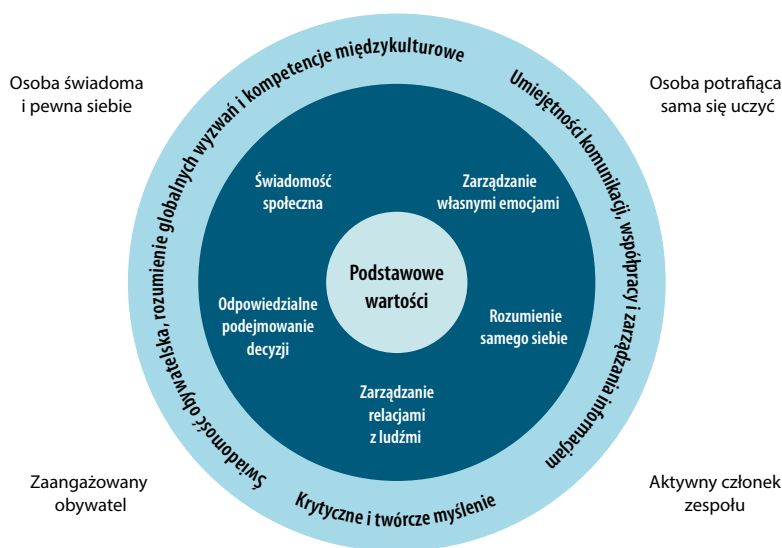 Świadomość obywatelska, rozumienie globalnych wyzwań i kompetencje międzykulturowe
Osoba świadoma
i pewna siebie
Umiejętności komunikacji, współpracy i zarządzania informacjam
Osoba potrafiąca
sama się uczyć
Świadomość
społeczna
Zarządzanie
własnymi emocjami
Podstawowe
wartości
Odpowiedzialne
podejmowanie
decyzji
Rozumienie
samego siebie
Zarządzanie
relacjami
z ludźmi
Krytyczne i twórcze myślenie
Zaangażowany
obywatel
Aktywny członek
zespołu